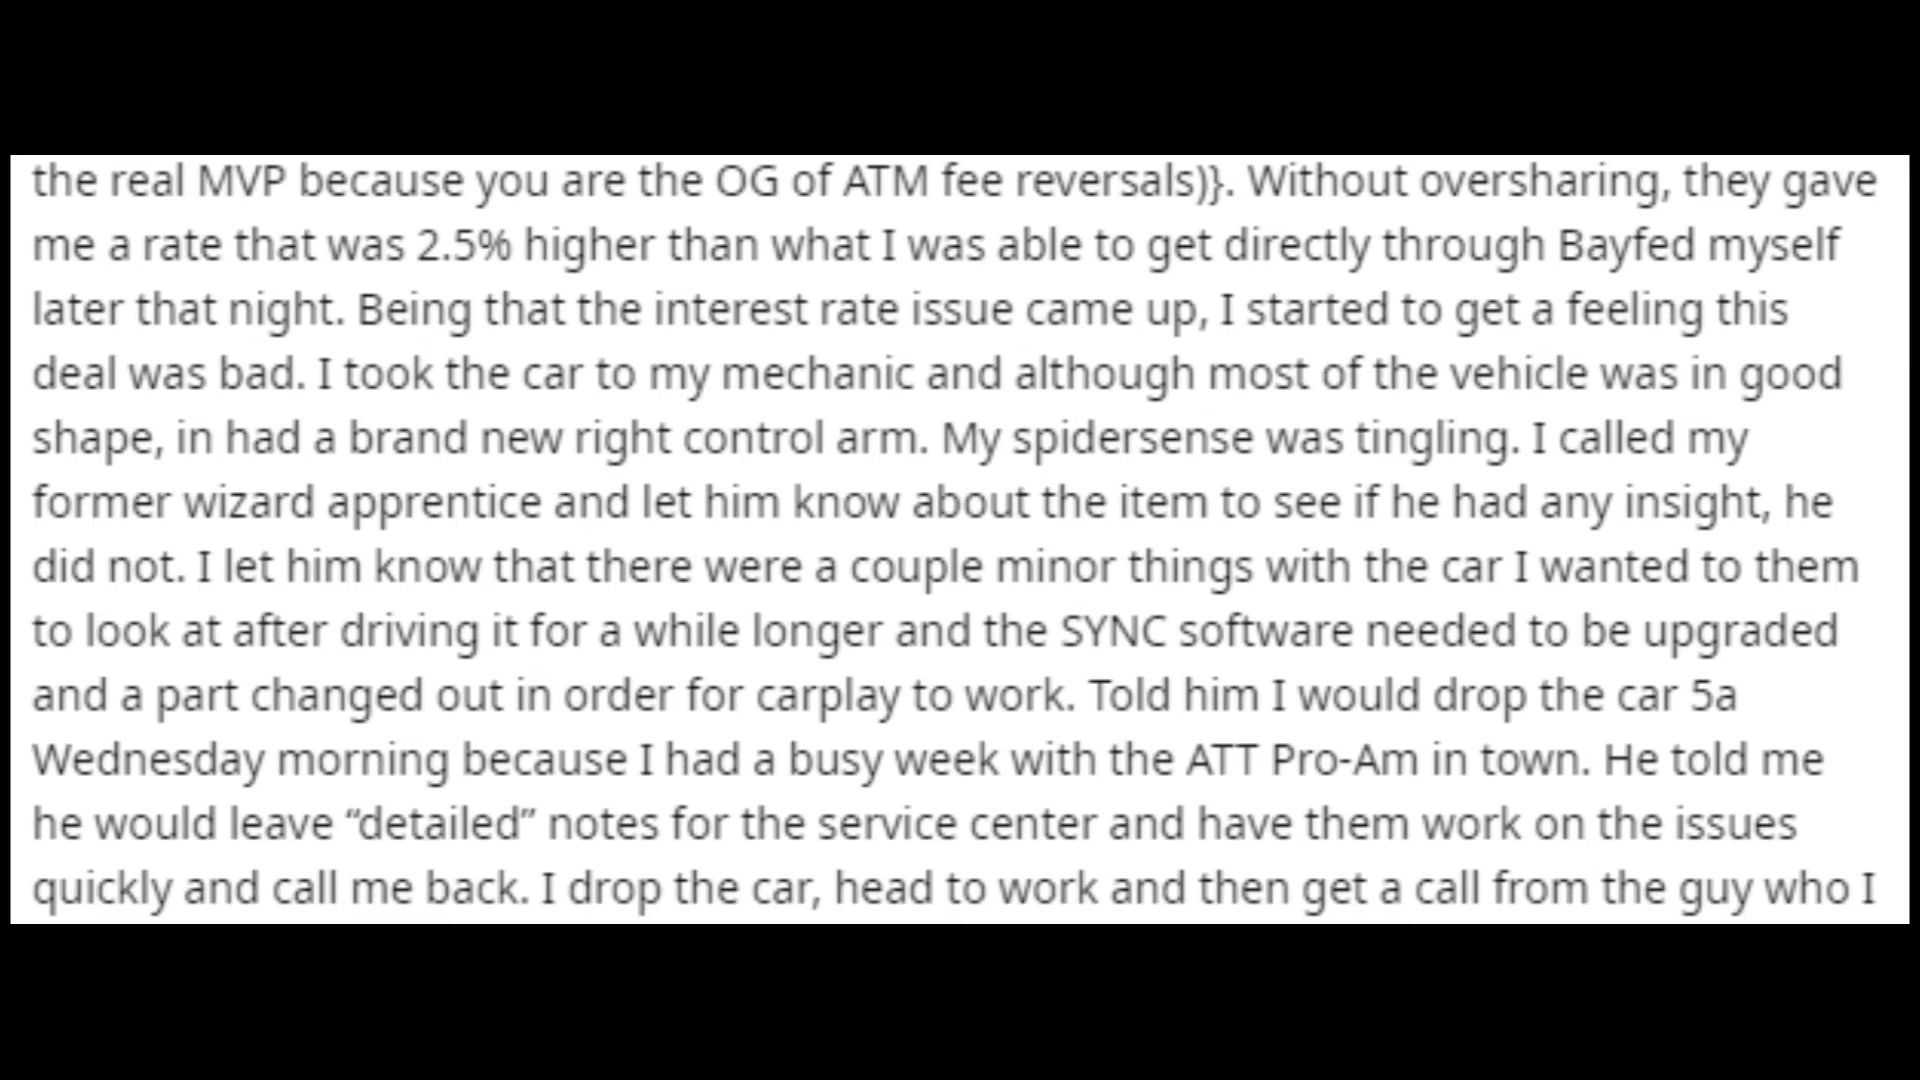 the real MVP because you are the OG of ATM fee reversals)}. Without oversharing, they gave
me a rate that was 2.5% higher than what I was able to get directly through Bayfed myself
later that night. Being that the interest rate issue came up, I started to get a feeling this
deal was bad. I took the car to my mechanic and although most of the vehicle was in good
shape, in had a brand new right control arm. My spidersense was tingling. I called my
former wizard apprentice and let him know about the item to see if he had any insight, he
did not. I let him know that there were a couple minor things with the car I wanted to them
to look at after driving it for a while longer and the SYNC software needed to be upgraded
and a part changed out in order for carplay to work. Told him I would drop the car 5a
Wednesday morning because I had a busy week with the ATT Pro-Am in town. He told me
he would leave “detailed” notes for the service center and have them work on the issues
quickly and call me back. I drop the car, head to work and then get a call from the guy who I